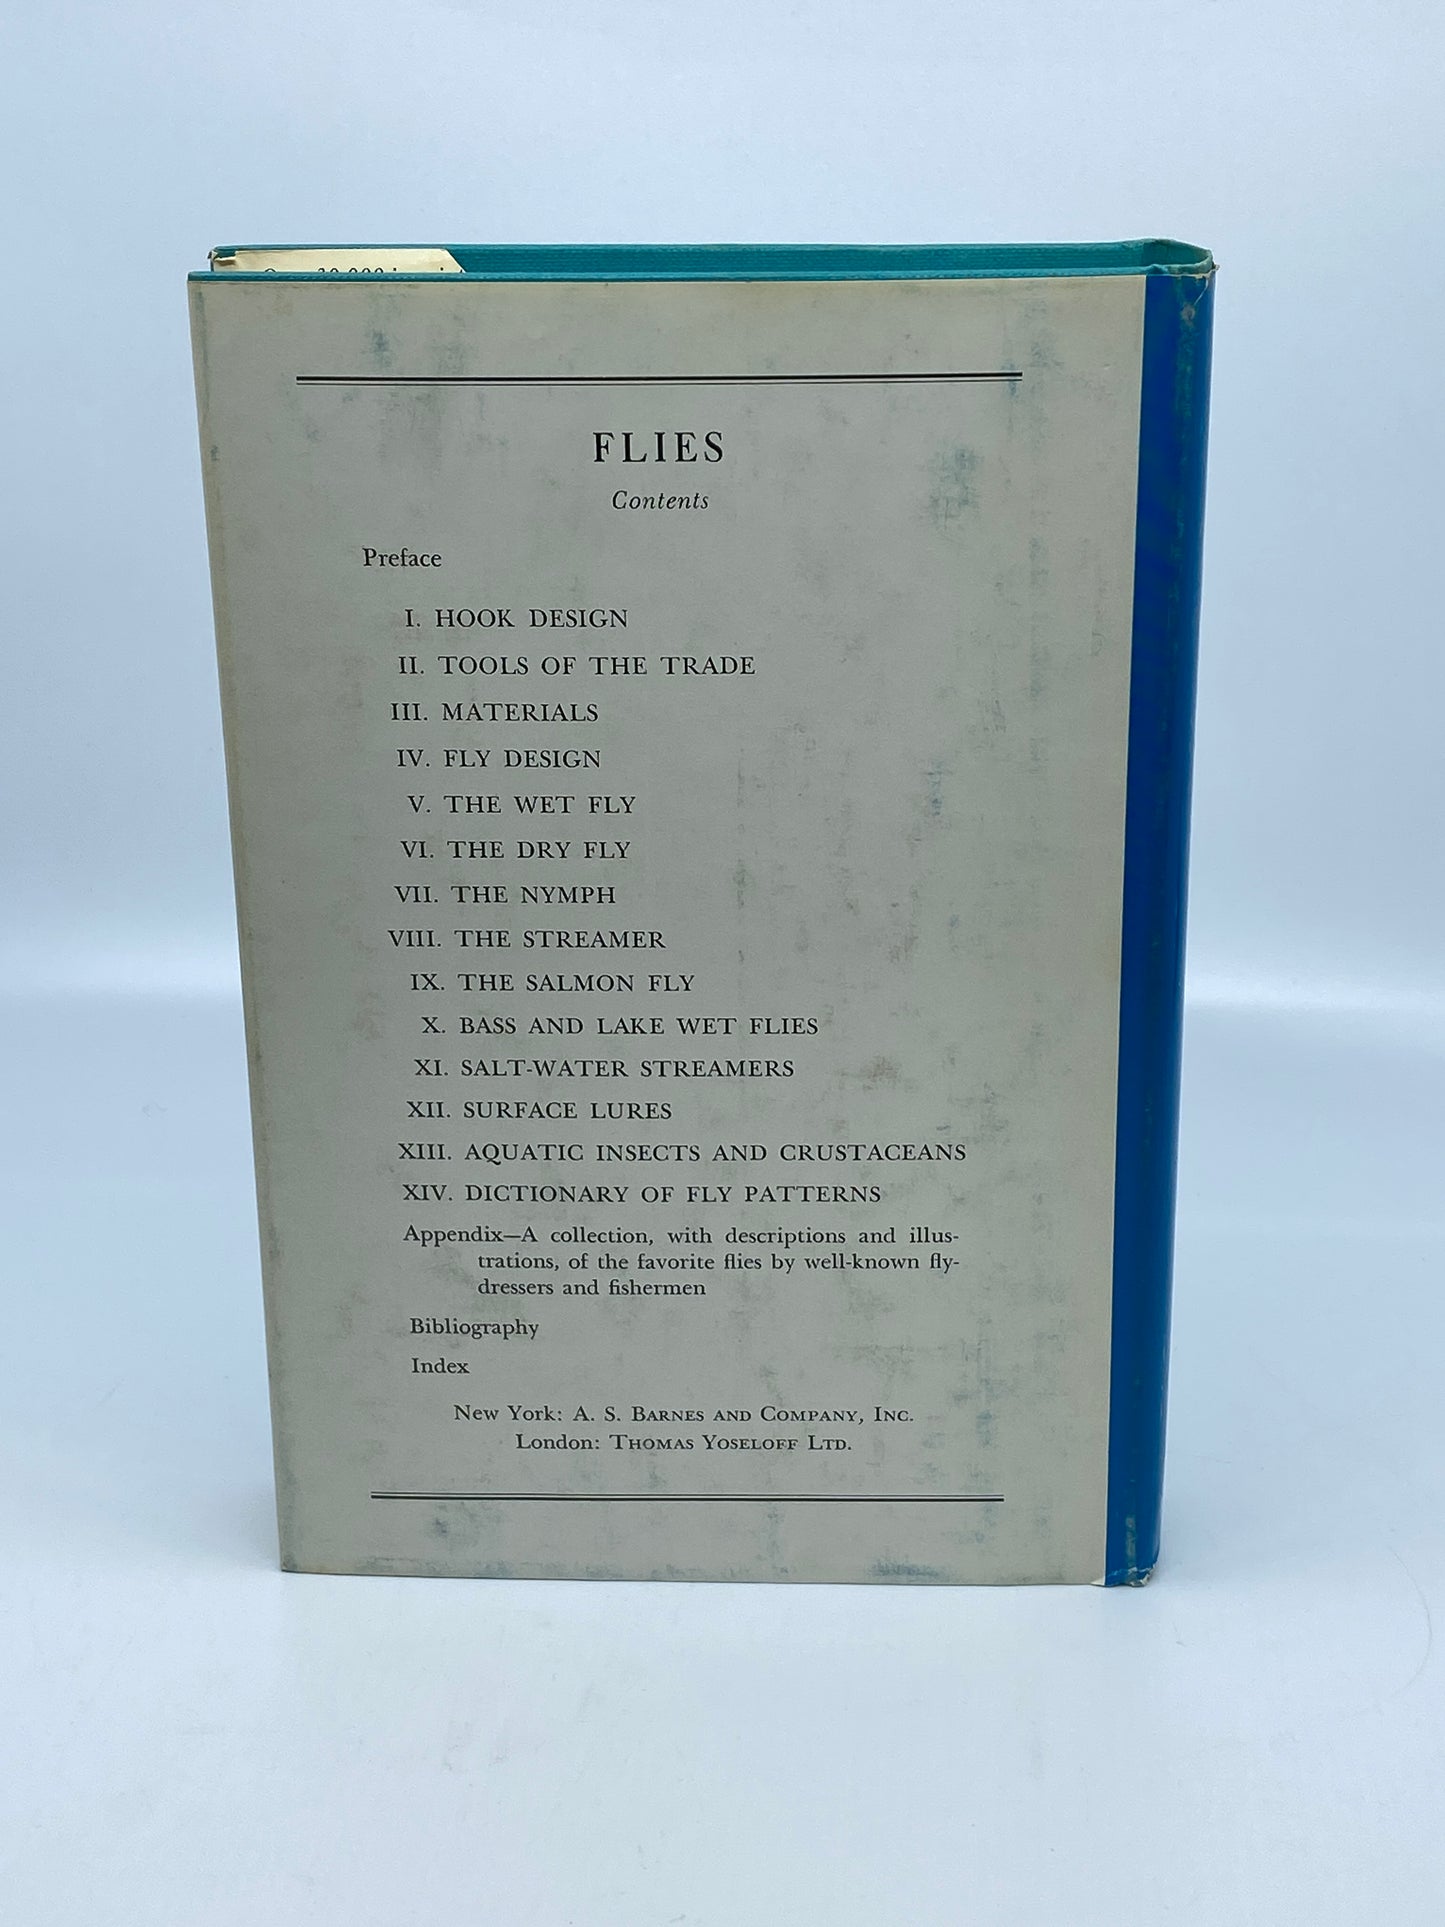 FLIES
Contents
Preface
I. HOOK DESIGN
II. TOOLS OF THE TRADE
III. MATERIALS
IV. FLY DESIGN
V. THE WET FLY
VI. THE DRY FLY
VII. THE NYMPH
VIII. THE STREAMER
IX. THE SALMON FLY
X. BASS AND LAKE WET FLIES
XI. SALT-WATER STREAMERS
XII. SURFACE LURES
XIII. AQUATIC INSECTS AND CRUSTACEANS
XIV. DICTIONARY OF FLY PATTERNS
Appendix—A collection, with descriptions and illus-
trations, of the favorite flies by well-known fly-
dressers and fishermen
Bibliography
Index
New York: A. S. BARNES AND COMPANY, INC.
London: THOMAS YOSELOFF LTD.